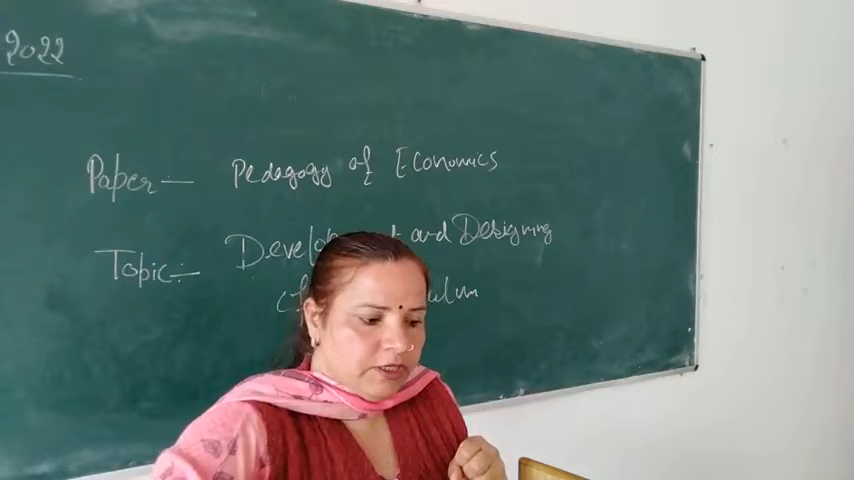 2022
Paper — Pedagogy of Economics
Topic — and Designing